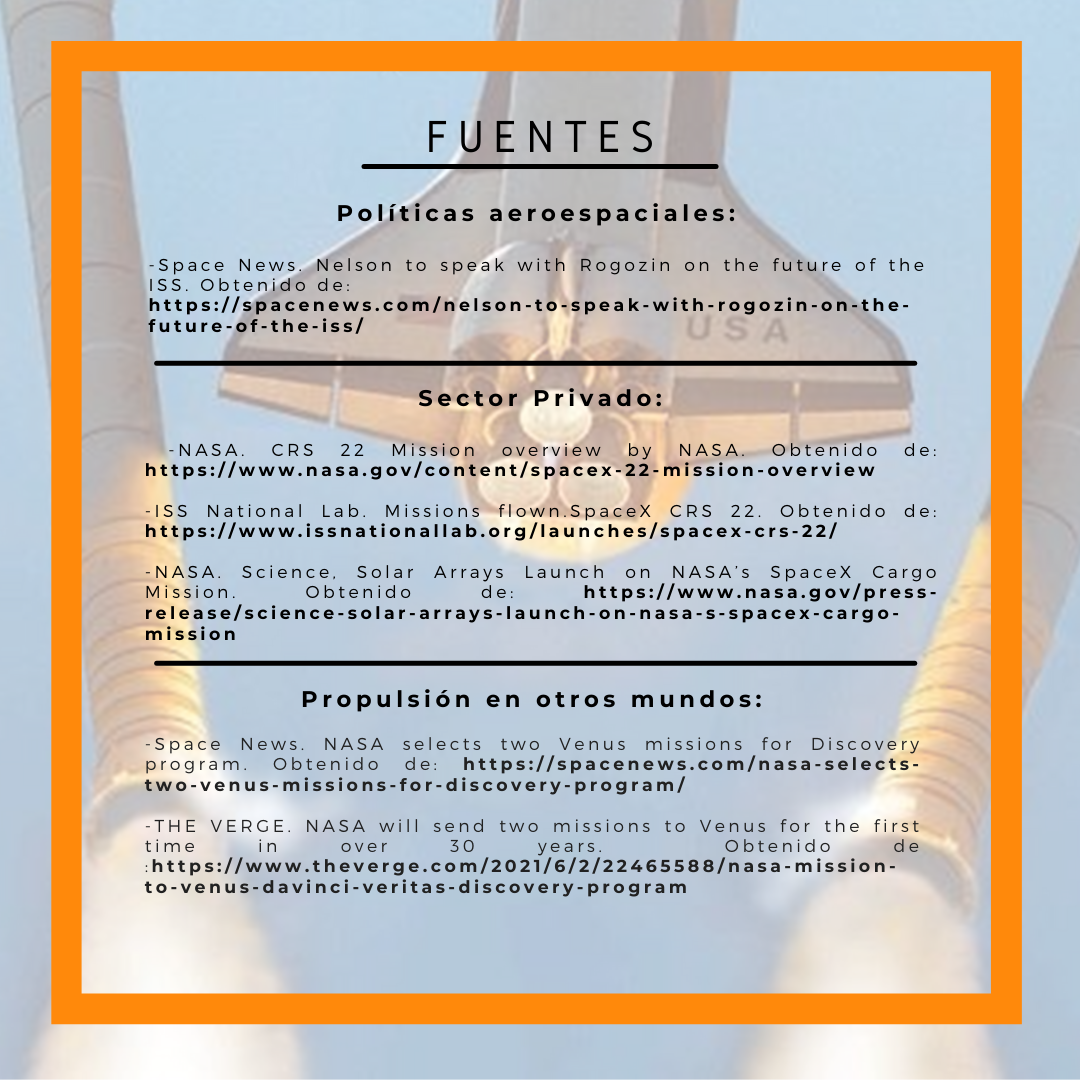 FUENTES
Políticas aeroespaciales:
-Space News. Nelson to speak with Rogozin on the future of the
ISS. Obtenido de:
https://spacenews.com/nelson-to-speak-with-rogozin-on-the-
future-of-the-iss/
USA
Sector Privado:
-NASA. CRS 22 Mission overview by NASA. Obtenido de:
https://www.nasa.gov/content/spacex-22-mission-overview
-ISS National Lab. Missions flown.SpaceX CRS 22. Obtenido de:
https://www.issnationallab.org/launches/spacex-crs-22/
-NASA. Science, Solar Arrays Launch on NASA’s SpaceX Cargo
Mission. Obtenido de: https://www.nasa.gov/press-
release/science-solar-arrays-launch-on-nasa-s-spacex-cargo-
mission
Propulsión en otros mundos:
-Space News. NASA selects two Venus missions for Discovery
program. Obtenido de: https://spacenews.com/nasa-selects-
two-venus-missions-for-discovery-program/
-THE VERGE. NASA will send two missions to Venus for the first
time in over 30 years. Obtenido de
:https://www.theverge.com/2021/6/2/22465588/nasa-mission-
to-venus-davinci-veritas-discovery-program